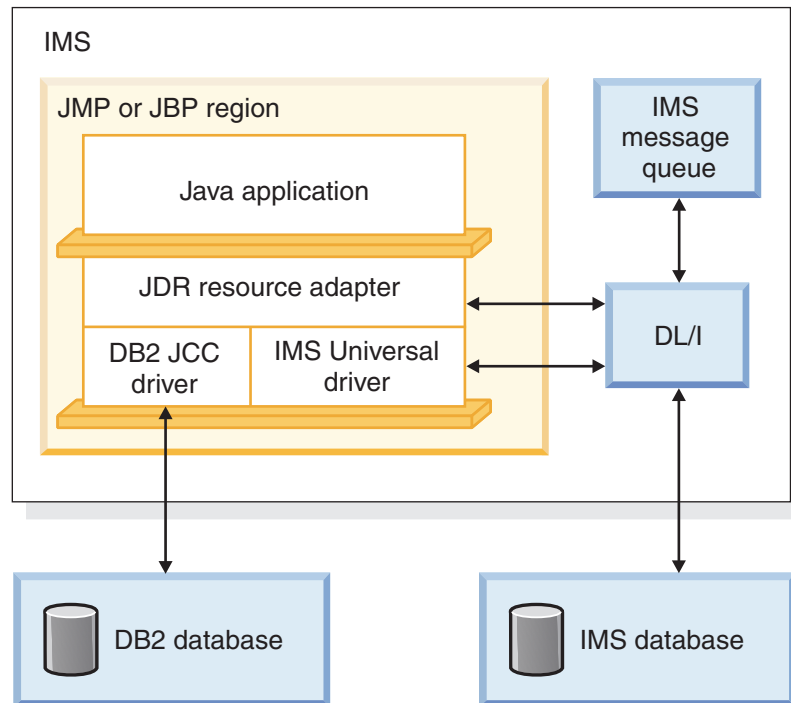 IMS
JMP or JBP region
Java application
JDR resource adapter
DB2 JCC
driver
IMS Universal
driver
IMS
message
queue
DL/I
DB2 database
IMS database